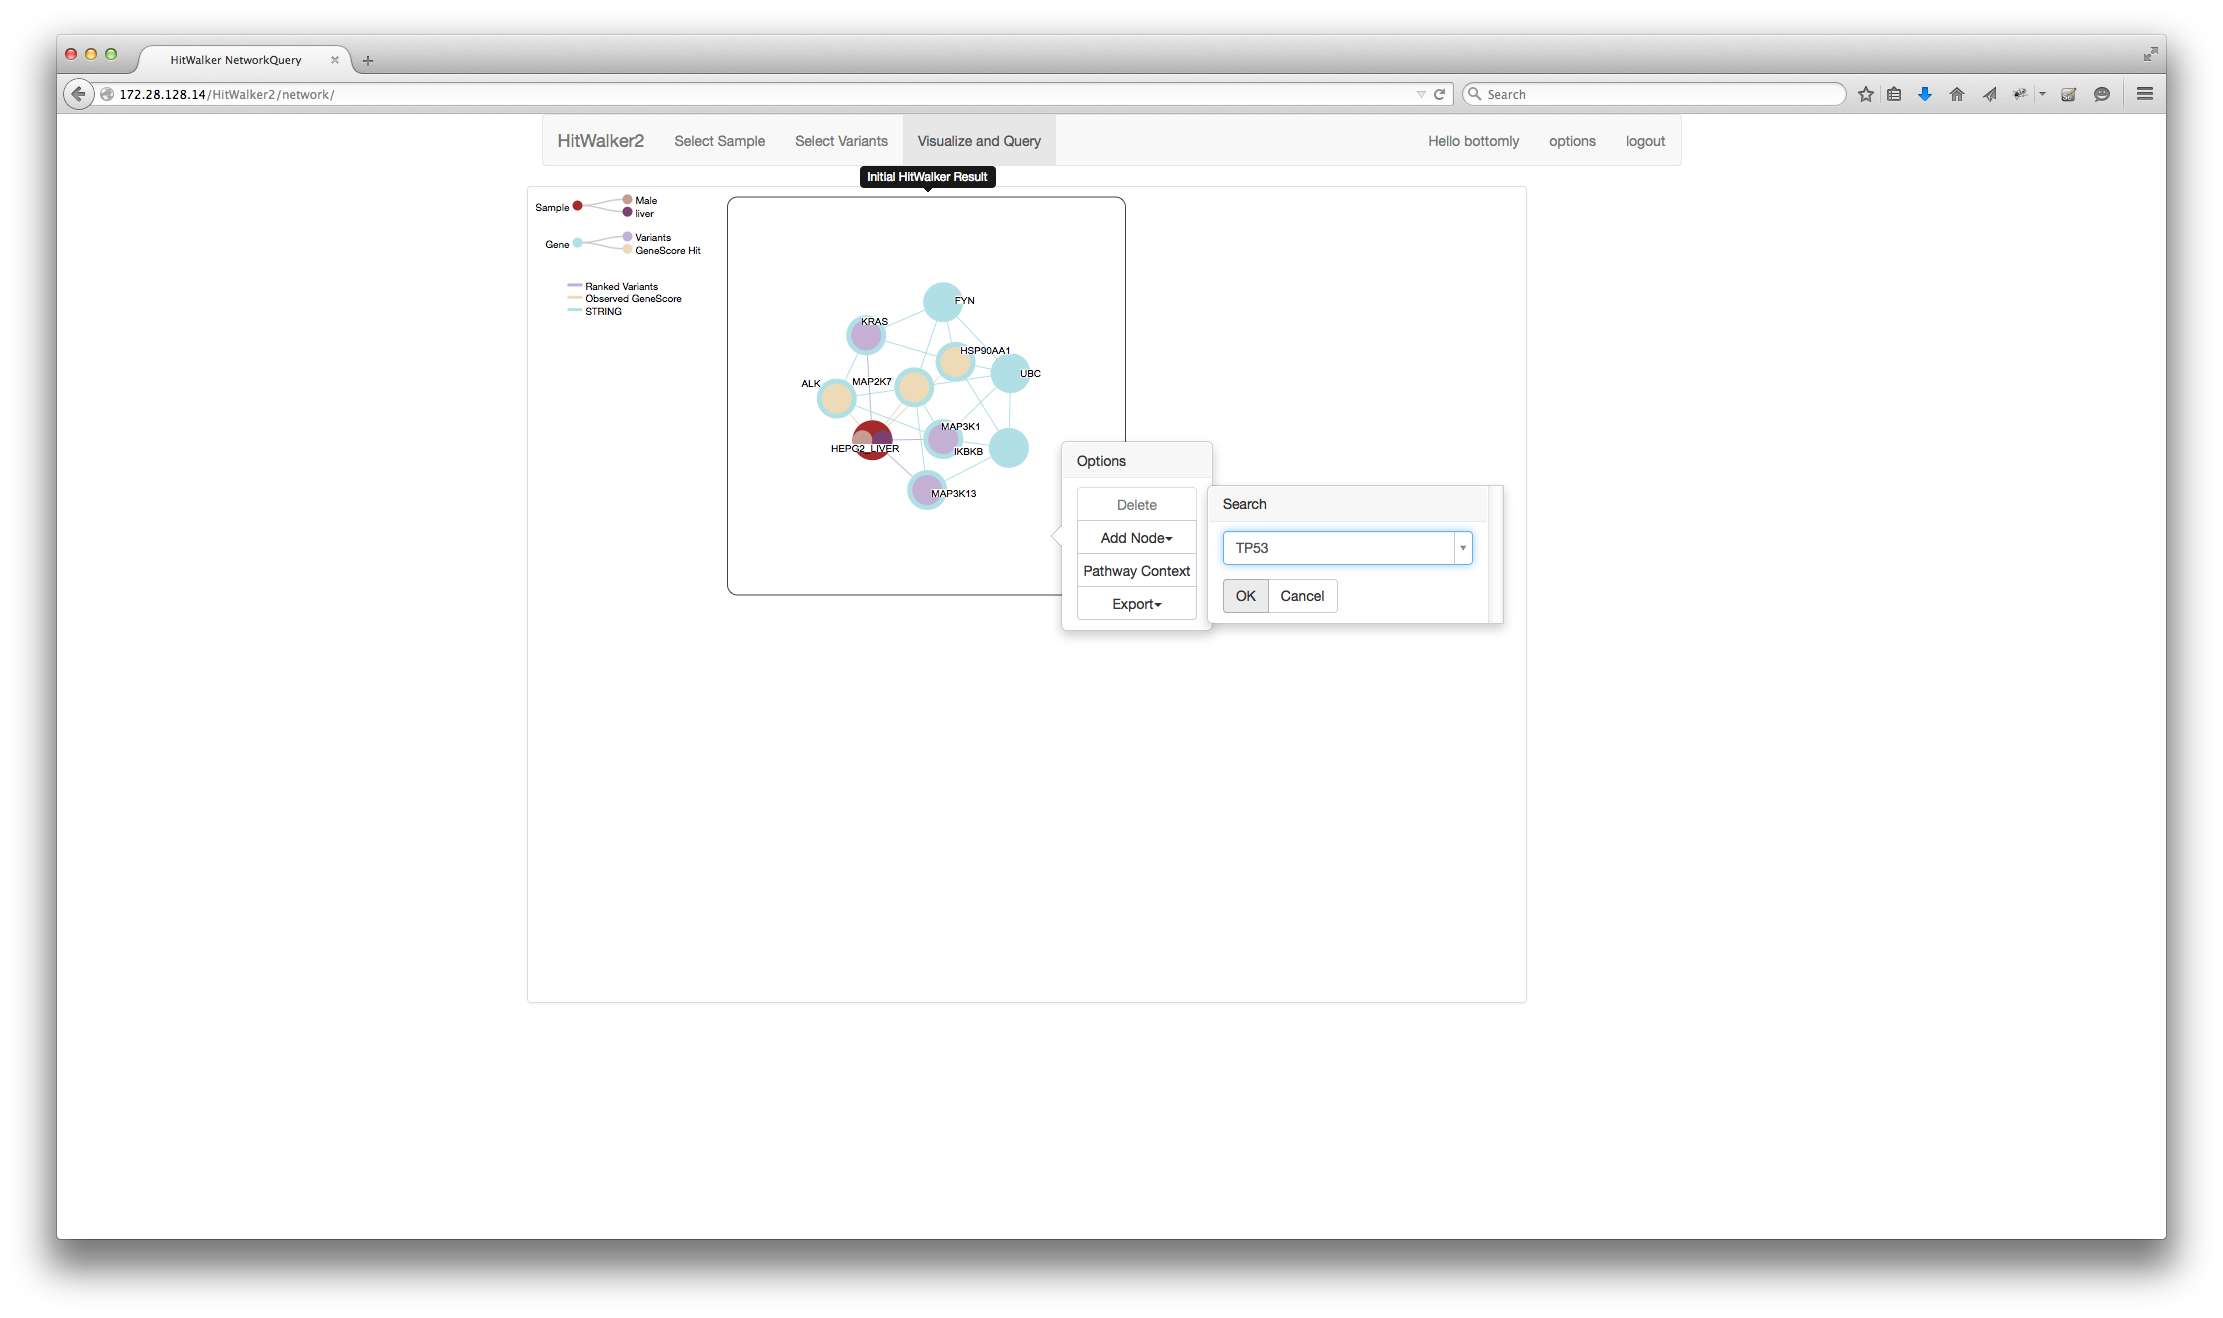 HitWalker NetworkQuery
172.28.128.14/HitWalker2/network/
Search
HitWalker2 Select Sample Select Variants Visualize and Query Hello bottomly options logout
Initial HitWalker Result
Sample
Male
liver
Gene
Variants
GeneScore Hit
Ranked Variants
Observed GeneScore
STRING
FYN
KRAS
HSP90AA1
UBC
MAP2K7
ALK
MAP3K1
HEPG2_LIVER
IKBKB
MAP3K13
Options
Delete
Add Node
Pathway Context
Export
Search
TP53
OK Cancel